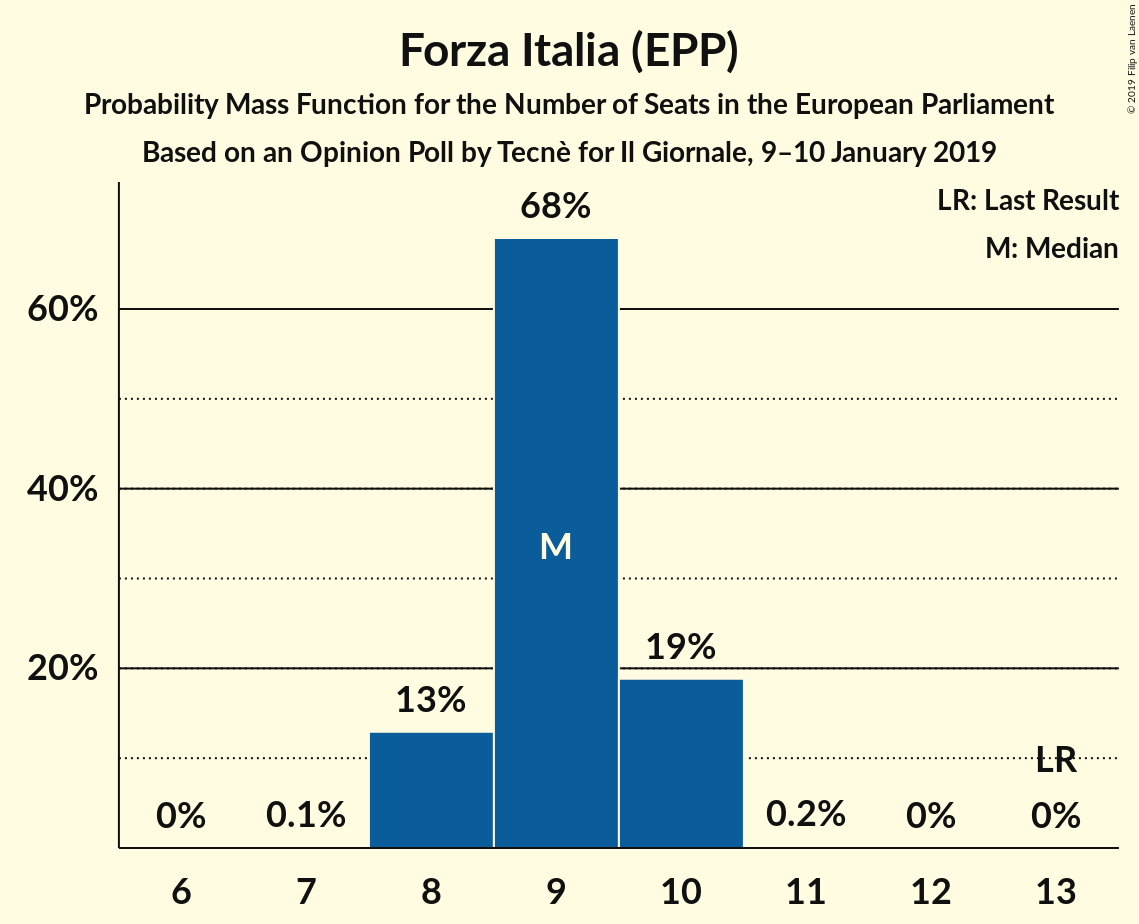 Forza Italia (EPP)
Probability Mass Function for the Number of Seats in the European Parliament
Based on an Opinion Poll by Tecnè for Il Giornale, 9–10 January 2019
© 2019 Filip van Laenen
LR: Last Result
M: Median
68%
60%
40%
M
20%
19%
13%
LR
0%
0.1%
0.2%
0%
0%
6
7
8
9
10
11
12
13